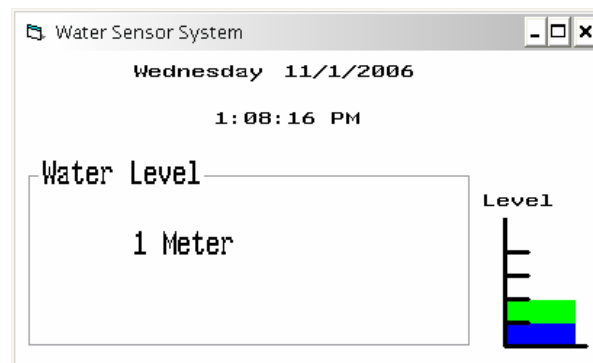 Water Sensor System
Wednesday 11/1/2006
1:08:16 PM
Water Level
1 Meter
Level